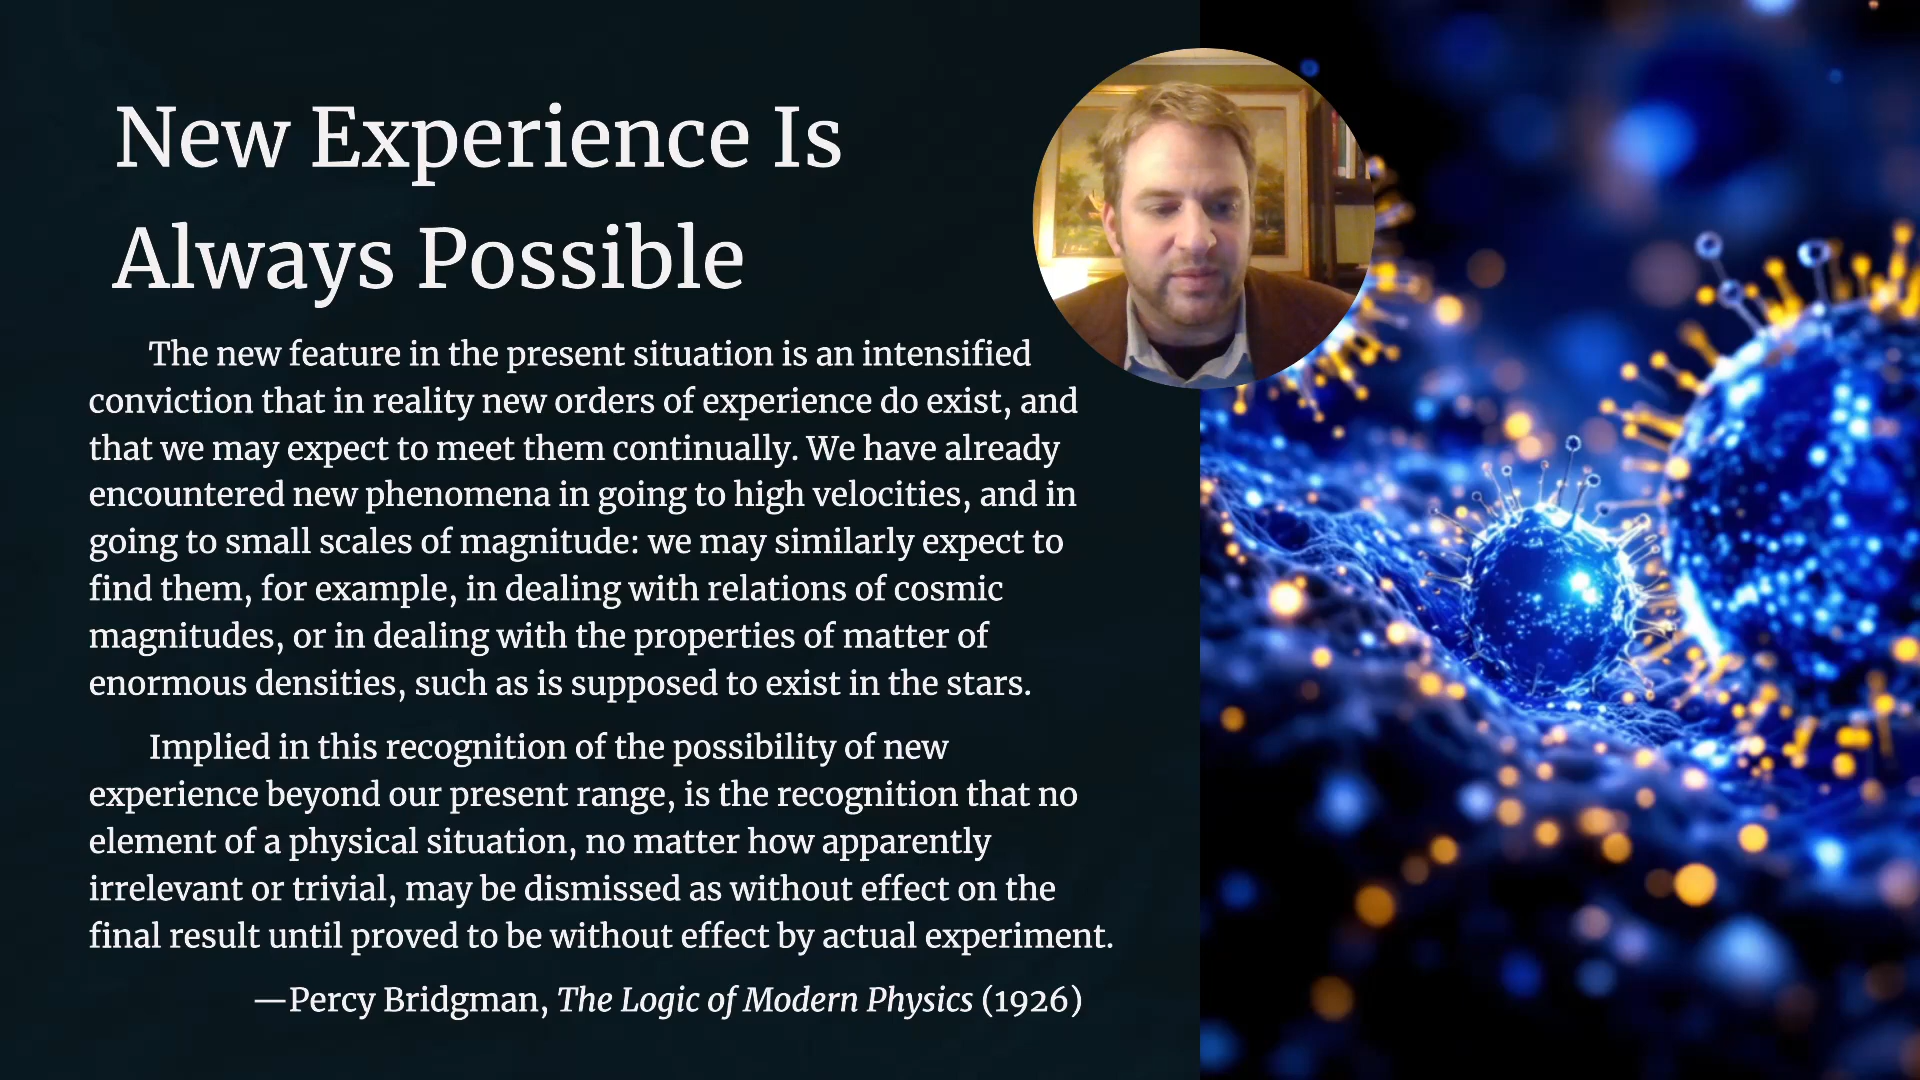 New Experience Is
Always Possible
The new feature in the present situation is an intensified
conviction that in reality new orders of experience do exist, and
that we may expect to meet them continually. We have already
encountered new phenomena in going to high velocities, and in
going to small scales of magnitude: we may similarly expect to
find them, for example, in dealing with relations of cosmic
magnitudes, or in dealing with the properties of matter of
enormous densities, such as is supposed to exist in the stars.
Implied in this recognition of the possibility of new
experience beyond our present range, is the recognition that no
element of a physical situation, no matter how apparently
irrelevant or trivial, may be dismissed as without effect on the
final result until proved to be without effect by actual experiment.
—Percy Bridgman, The Logic of Modern Physics (1926)